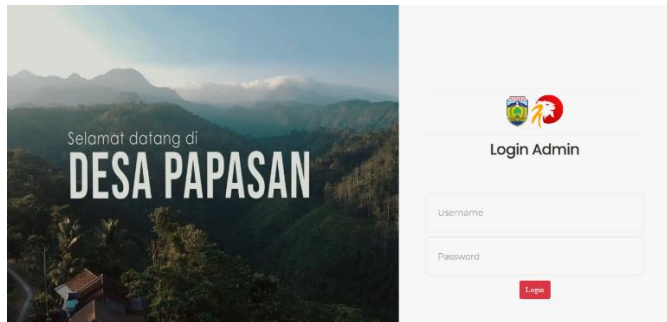 Selamat datang di
DESA PAPASAN
Login Admin
Username
Password
Login